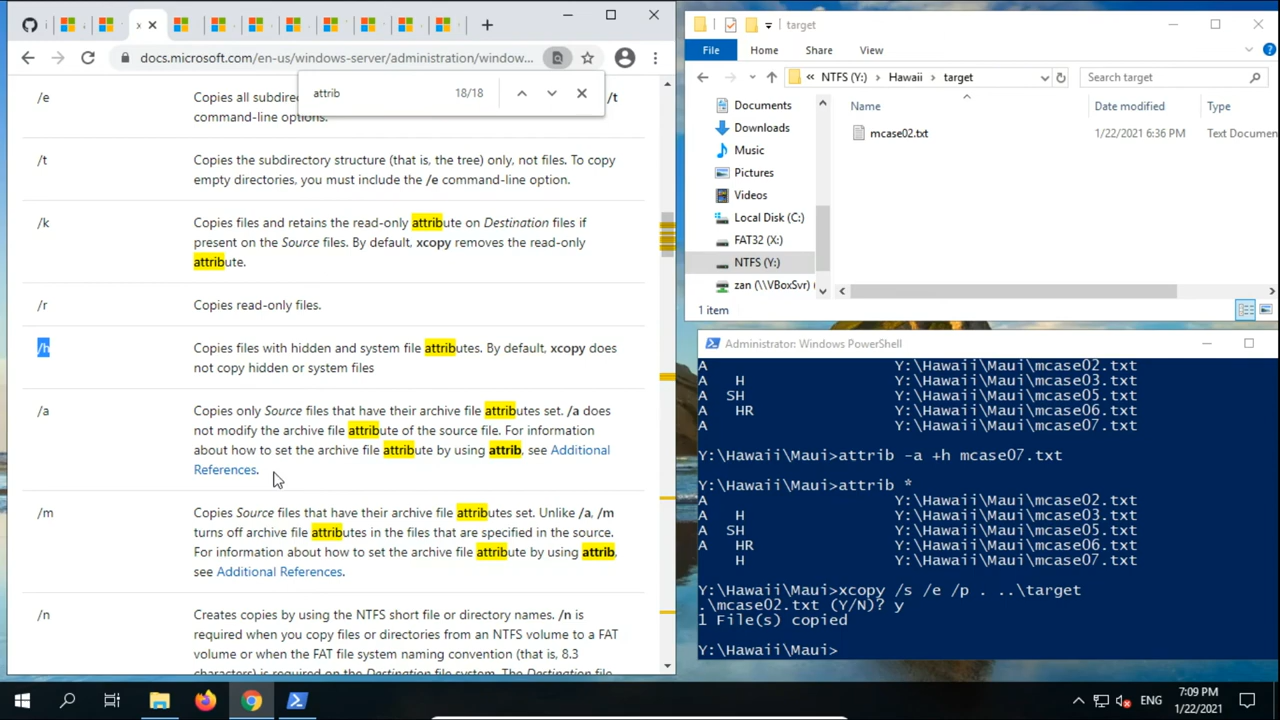 docs.microsoft.com/en-us/windows-server/administration/window...
attrib
18/18
/e
Copies all subdirec
/t
command-line options.
/t
Copies the subdirectory structure (that is, the tree) only, not files. To copy
empty directories, you must include the /e command-line option.
/k
Copies files and retains the read-only attribute on Destination files if
present on the Source files. By default, xcopy removes the read-only
attribute.
/r
Copies read-only files.
/h
Copies files with hidden and system file attributes. By default, xcopy does
not copy hidden or system files
/a
Copies only Source files that have their archive file attributes set. /a does
not modify the archive file attribute of the source file. For information
about how to set the archive file attribute by using attrib, see Additional
References.
/m
Copies Source files that have their archive file attributes set. Unlike /a, /m
turns off archive file attributes in the files that are specified in the source.
For information about how to set the archive file attribute by using attrib,
see Additional References.
/n
Creates copies by using the NTFS short file or directory names. /n is
required when you copy files or directories from an NTFS volume to a FAT
volume or when the FAT file system naming convention (that is, 8.3
characters) is required on the Destination file system. The Destination file
target
File
Home
Share
View
NTFS (Y:)
Hawaii
target
Search target
Documents
Downloads
Music
Pictures
Videos
Local Disk (C:)
FAT32 (X:)
NTFS (Y:)
zan (\\VBoxSvr)
Name
Date modified
Type
mcase02.txt
1/22/2021 6:36 PM
Text Documen
1 item
Administrator: Windows PowerShell
A Y:\Hawaii\Maui\mcase02.txt
A H Y:\Hawaii\Maui\mcase03.txt
A SH Y:\Hawaii\Maui\mcase05.txt
A HR Y:\Hawaii\Maui\mcase06.txt
A Y:\Hawaii\Maui\mcase07.txt
Y:\Hawaii\Maui>attrib -a +h mcase07.txt
Y:\Hawaii\Maui>attrib *
A Y:\Hawaii\Maui\mcase02.txt
A H Y:\Hawaii\Maui\mcase03.txt
A SH Y:\Hawaii\Maui\mcase05.txt
A HR Y:\Hawaii\Maui\mcase06.txt
H Y:\Hawaii\Maui\mcase07.txt
Y:\Hawaii\Maui>xcopy /s /e /p . ..\target
.\mcase02.txt (Y/N)? y
1 File(s) copied
Y:\Hawaii\Maui>
ENG
7:09 PM
1/22/2021